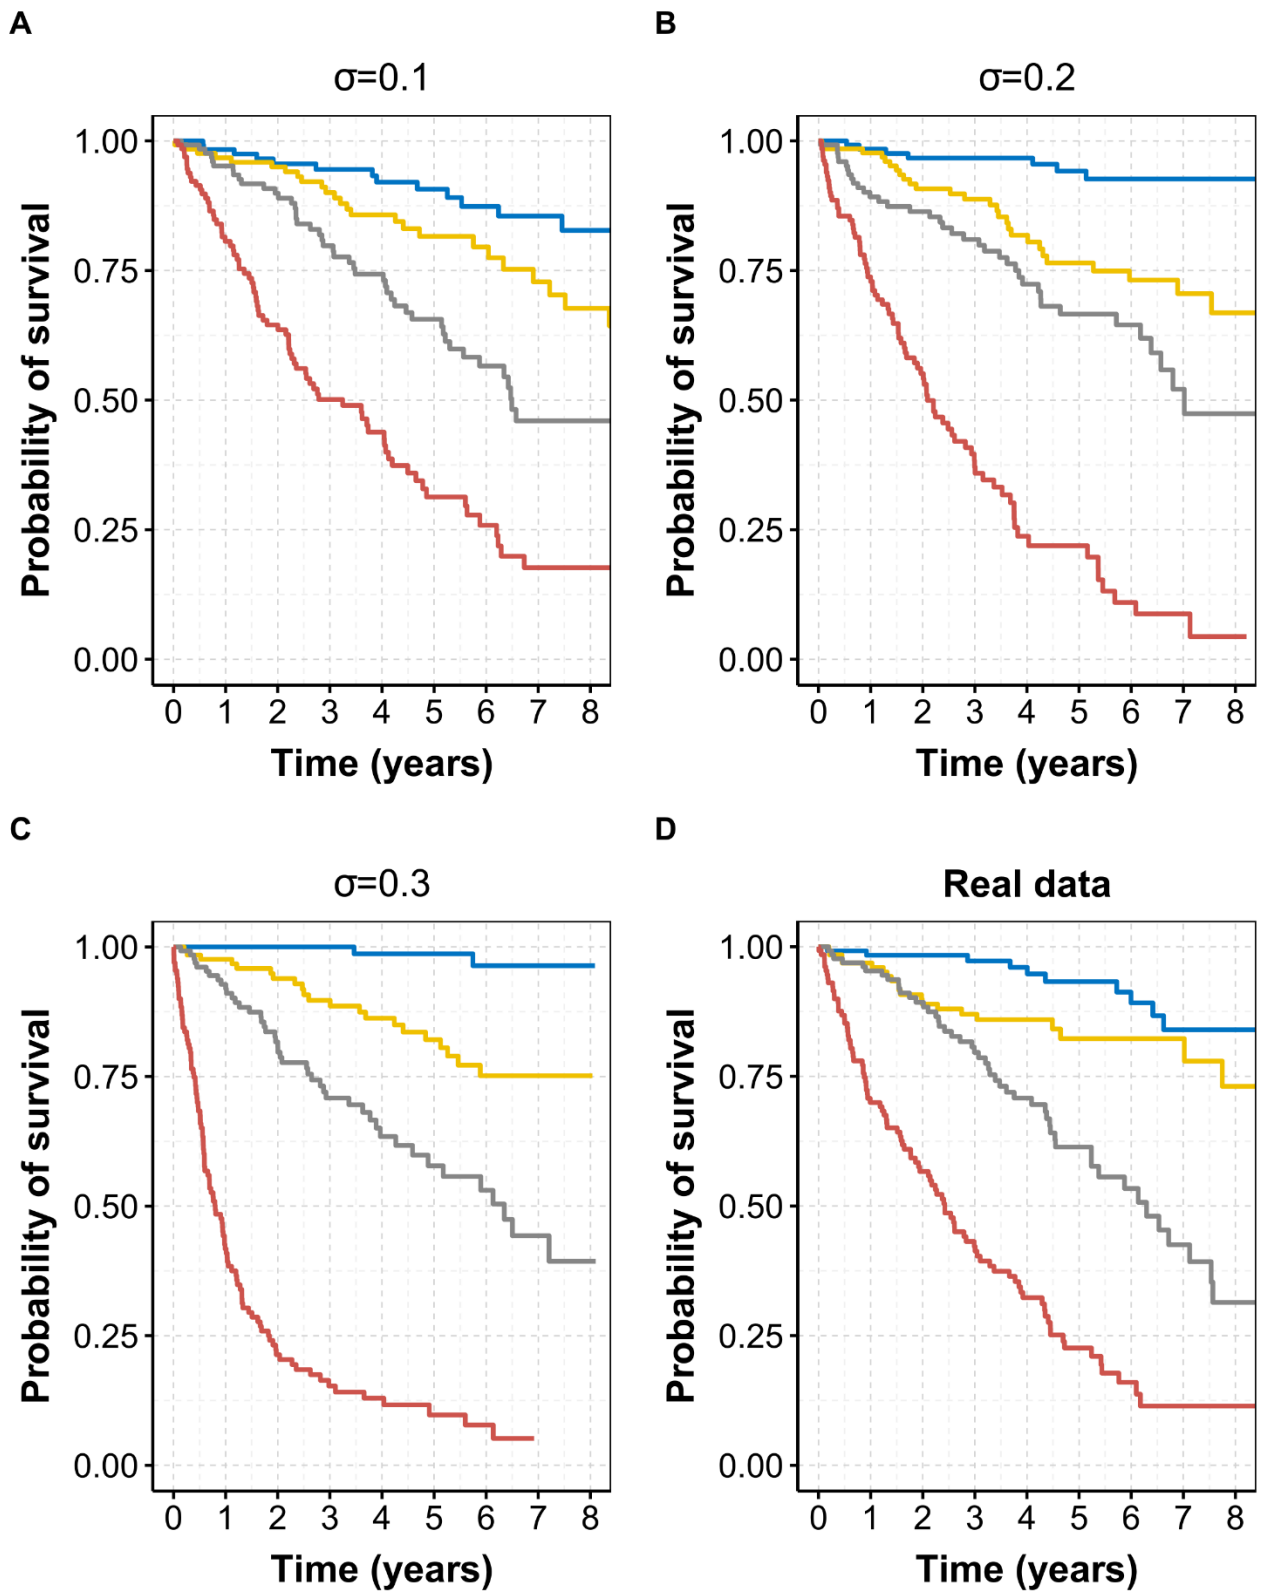 A
σ=0.1
Probability of survival
1.00
0.75
0.50
0.25
0.00
0 1 2 3 4 5 6 7 8
Time (years)
B
σ=0.2
Probability of survival
1.00
0.75
0.50
0.25
0.00
0 1 2 3 4 5 6 7 8
Time (years)
C
σ=0.3
Probability of survival
1.00
0.75
0.50
0.25
0.00
0 1 2 3 4 5 6 7 8
Time (years)
D
Real data
Probability of survival
1.00
0.75
0.50
0.25
0.00
0 1 2 3 4 5 6 7 8
Time (years)